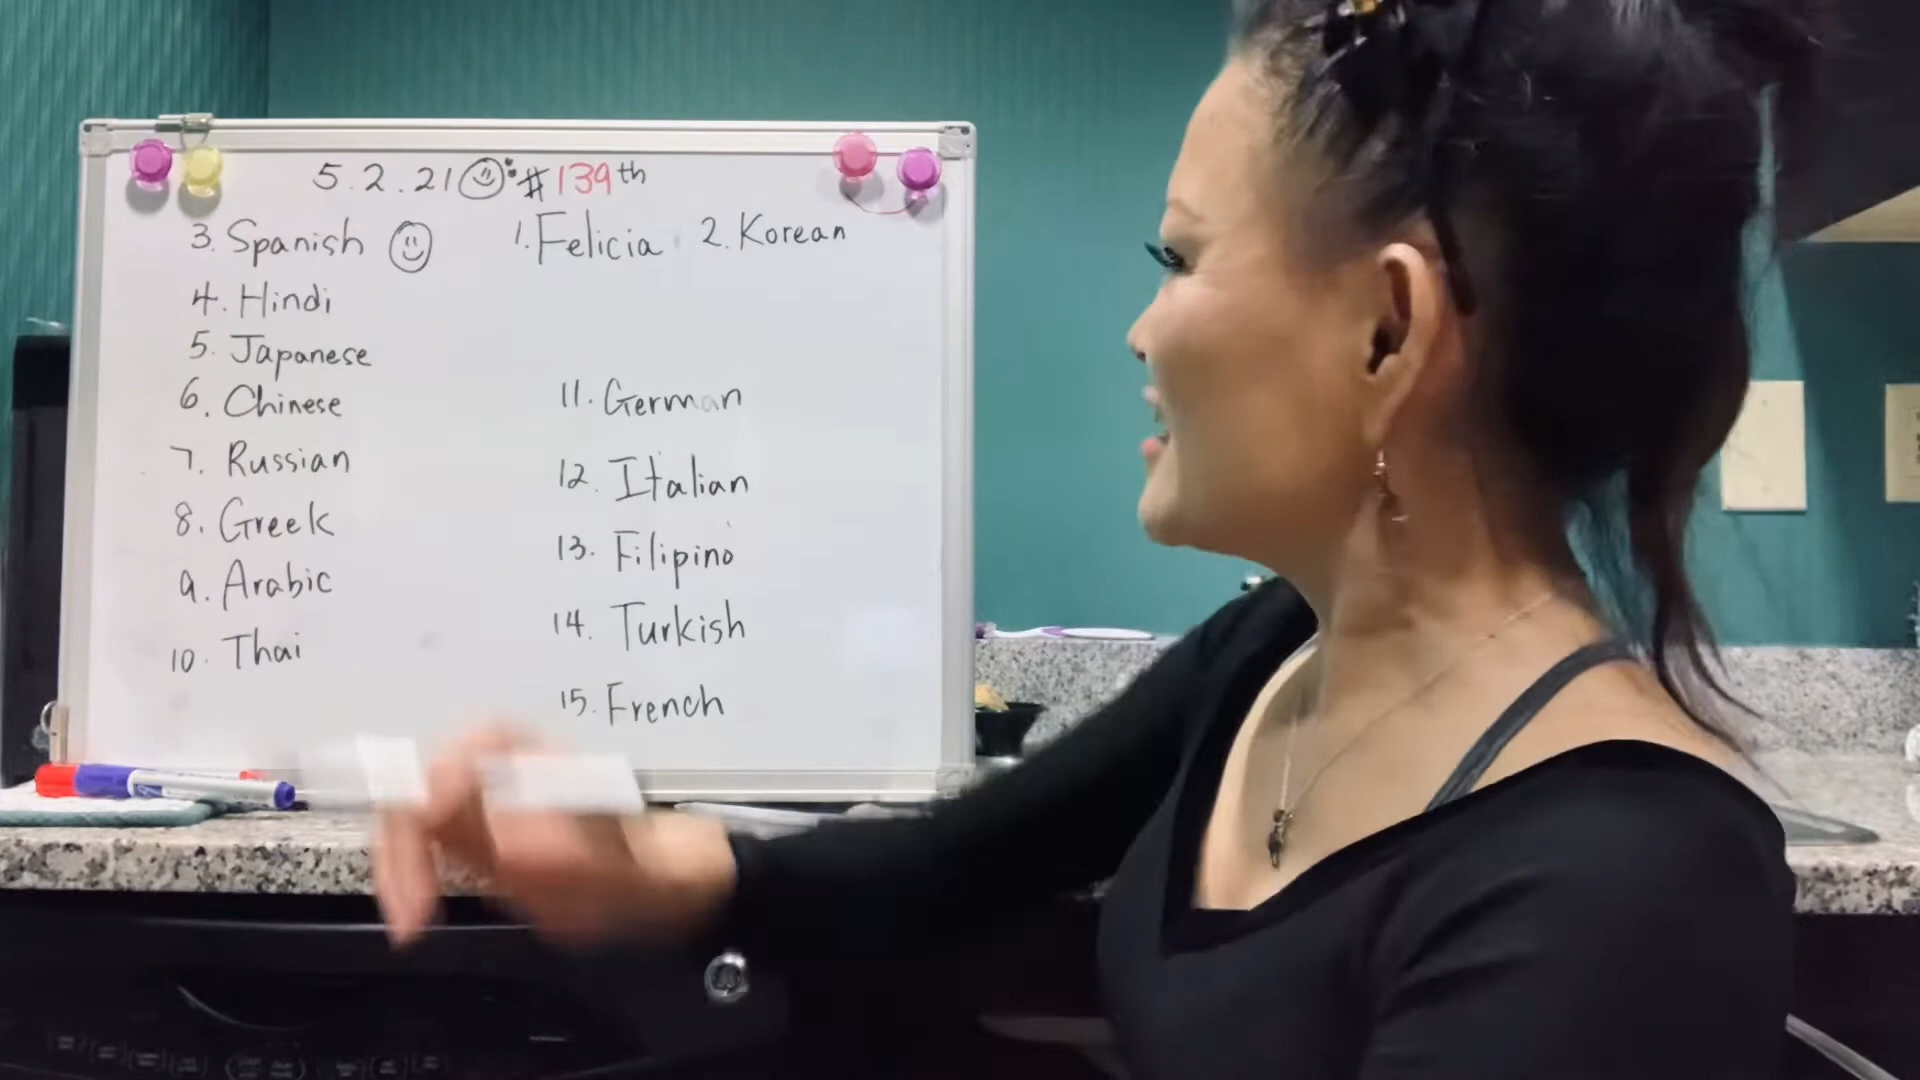 5.2.21 #139th
1. Felicia 2. Korean
3. Spanish
4. Hindi
5. Japanese
6. Chinese
7. Russian
8. Greek
9. Arabic
10. Thai
11. German
12. Italian
13. Filipino
14. Turkish
15. French